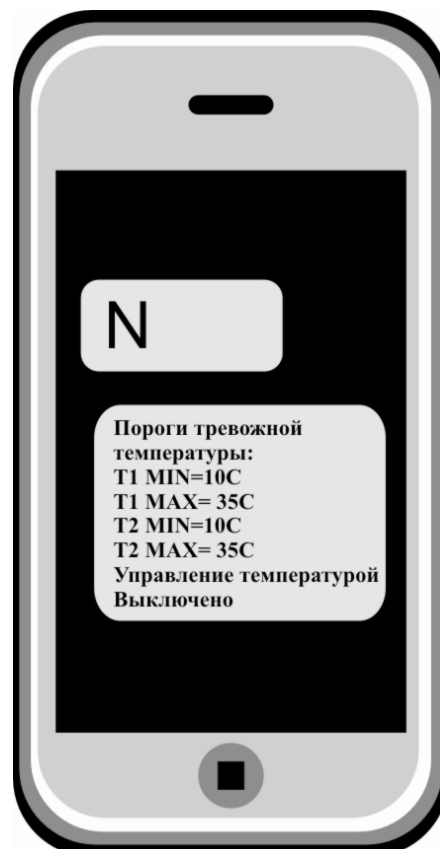 N
Пороги тревожной
температуры:
T1 MIN=10C
T1 MAX= 35C
T2 MIN=10C
T2 MAX= 35C
Управление температурой
Выключено